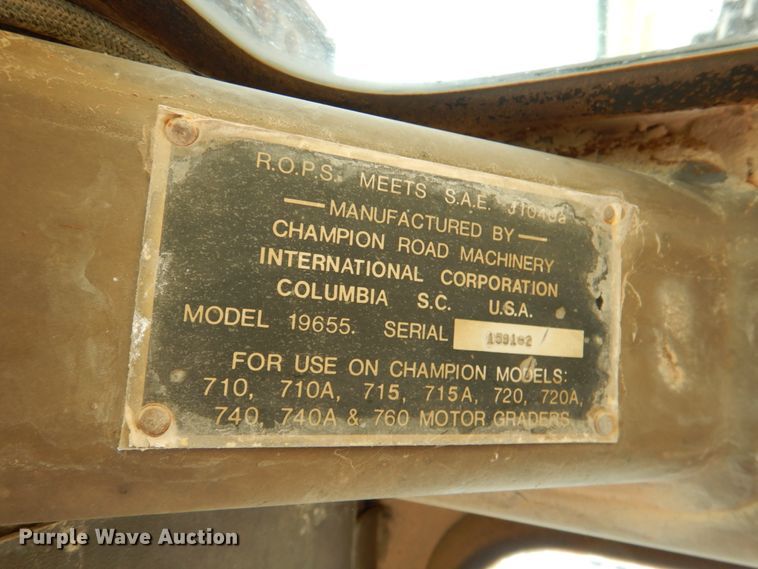 R.O.P.S. MEETS S.A.E. J1040a
—MANUFACTURED BY—
CHAMPION ROAD MACHINERY
INTERNATIONAL CORPORATION
COLUMBIA S.C. U.S.A.
MODEL 19655. SERIAL
FOR USE ON CHAMPION MODELS:
710, 710A, 715, 715A, 720, 720A,
740, 740A & 760 MOTOR GRADERS
Purple Wave Auction®